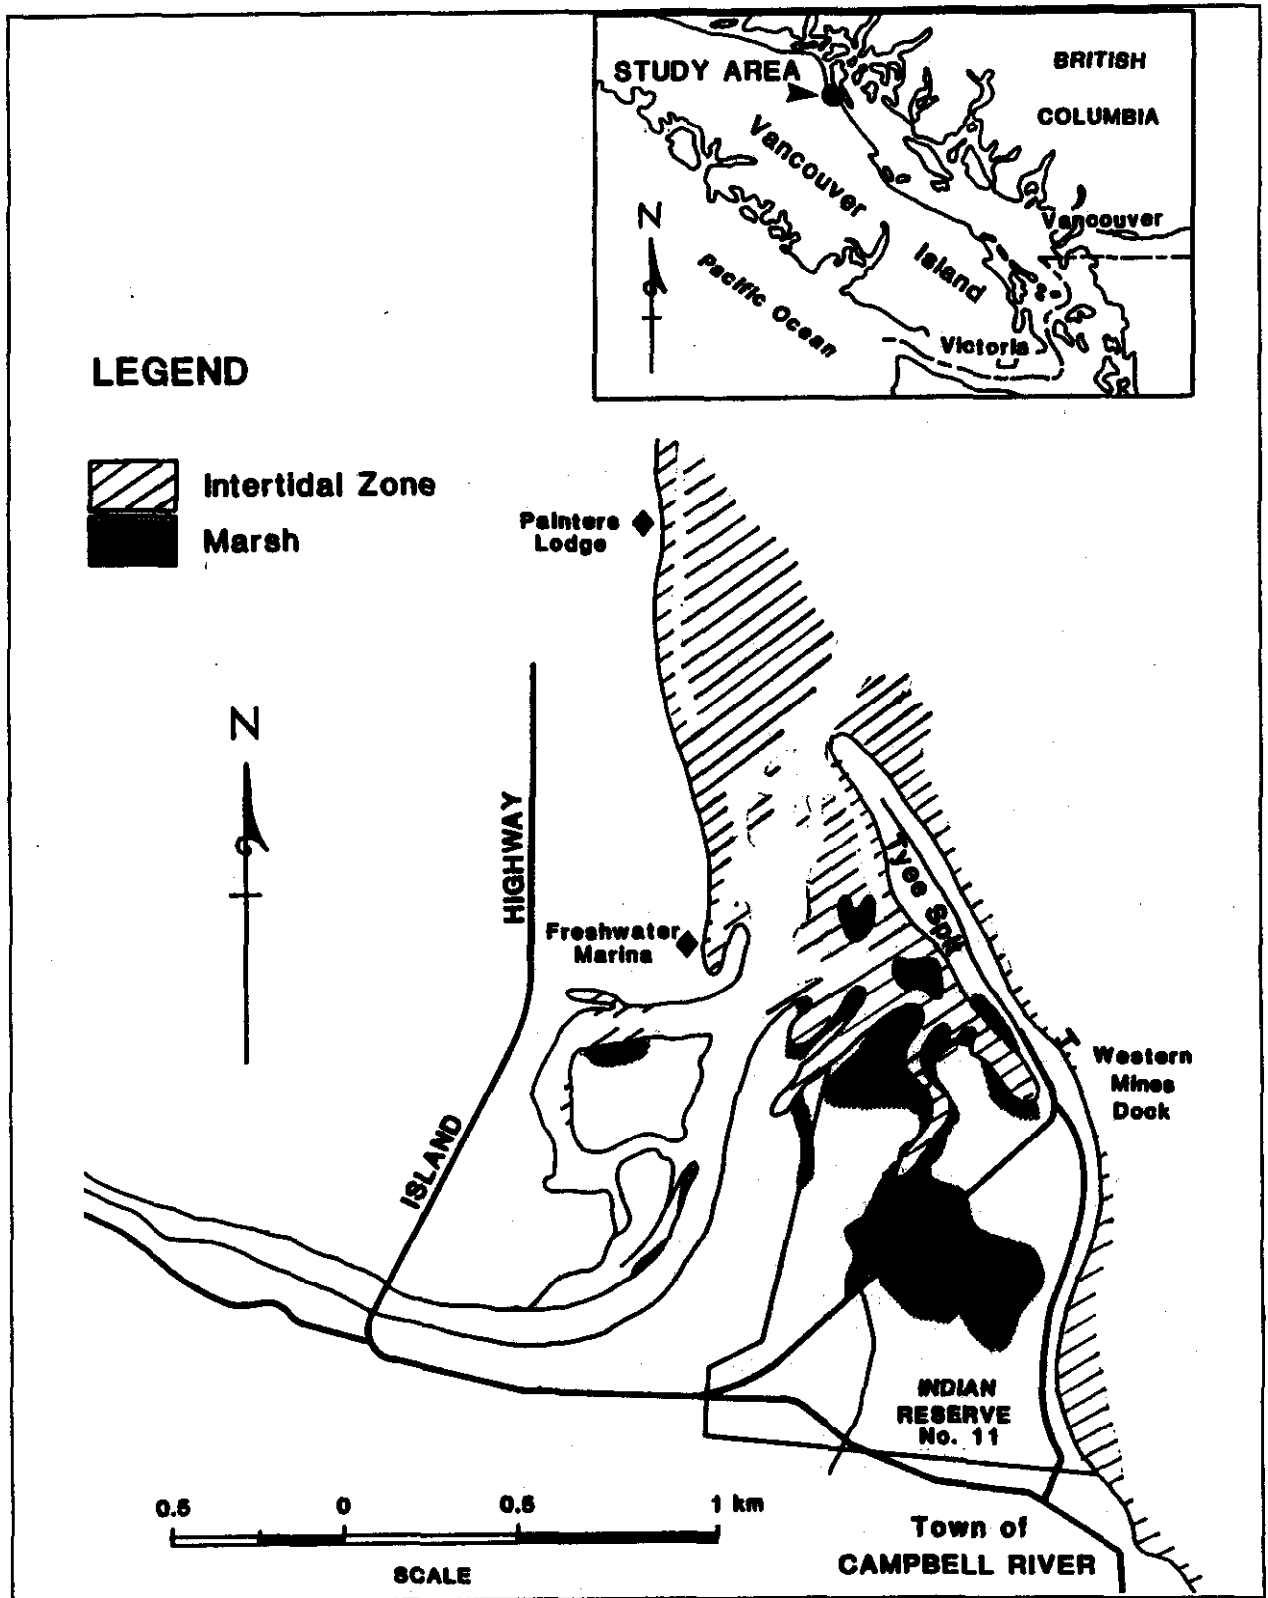 STUDY AREA
BRITISH
COLUMBIA
Vancouver
Island
Vancouver
N
Pacific Ocean
Victoria
LEGEND
Intertidal Zone
Marsh
Painters
Lodge
N
HIGHWAY
Tyee Spit
Freshwater
Marina
Western
Mines
Dock
ISLAND
INDIAN
RESERVE
No. 11
0.5 0 0.5 1 km
SCALE
Town of
CAMPBELL RIVER